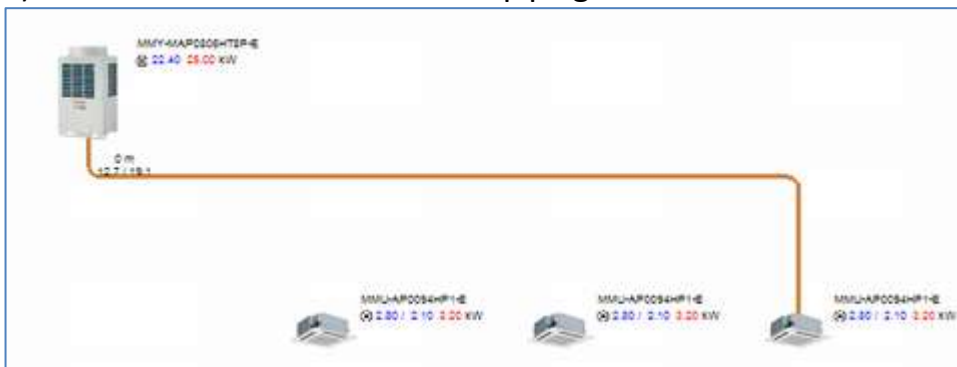 MMY-MAP0806HT8P-E
22.40 25.00 kW
0 m
12.7 / 19.1
MMU-AP0094HP1-E
2.80 / 2.10 3.20 kW
MMU-AP0094HP1-E
2.80 / 2.10 3.20 kW
MMU-AP0094HP1-E
2.80 / 2.10 3.20 kW